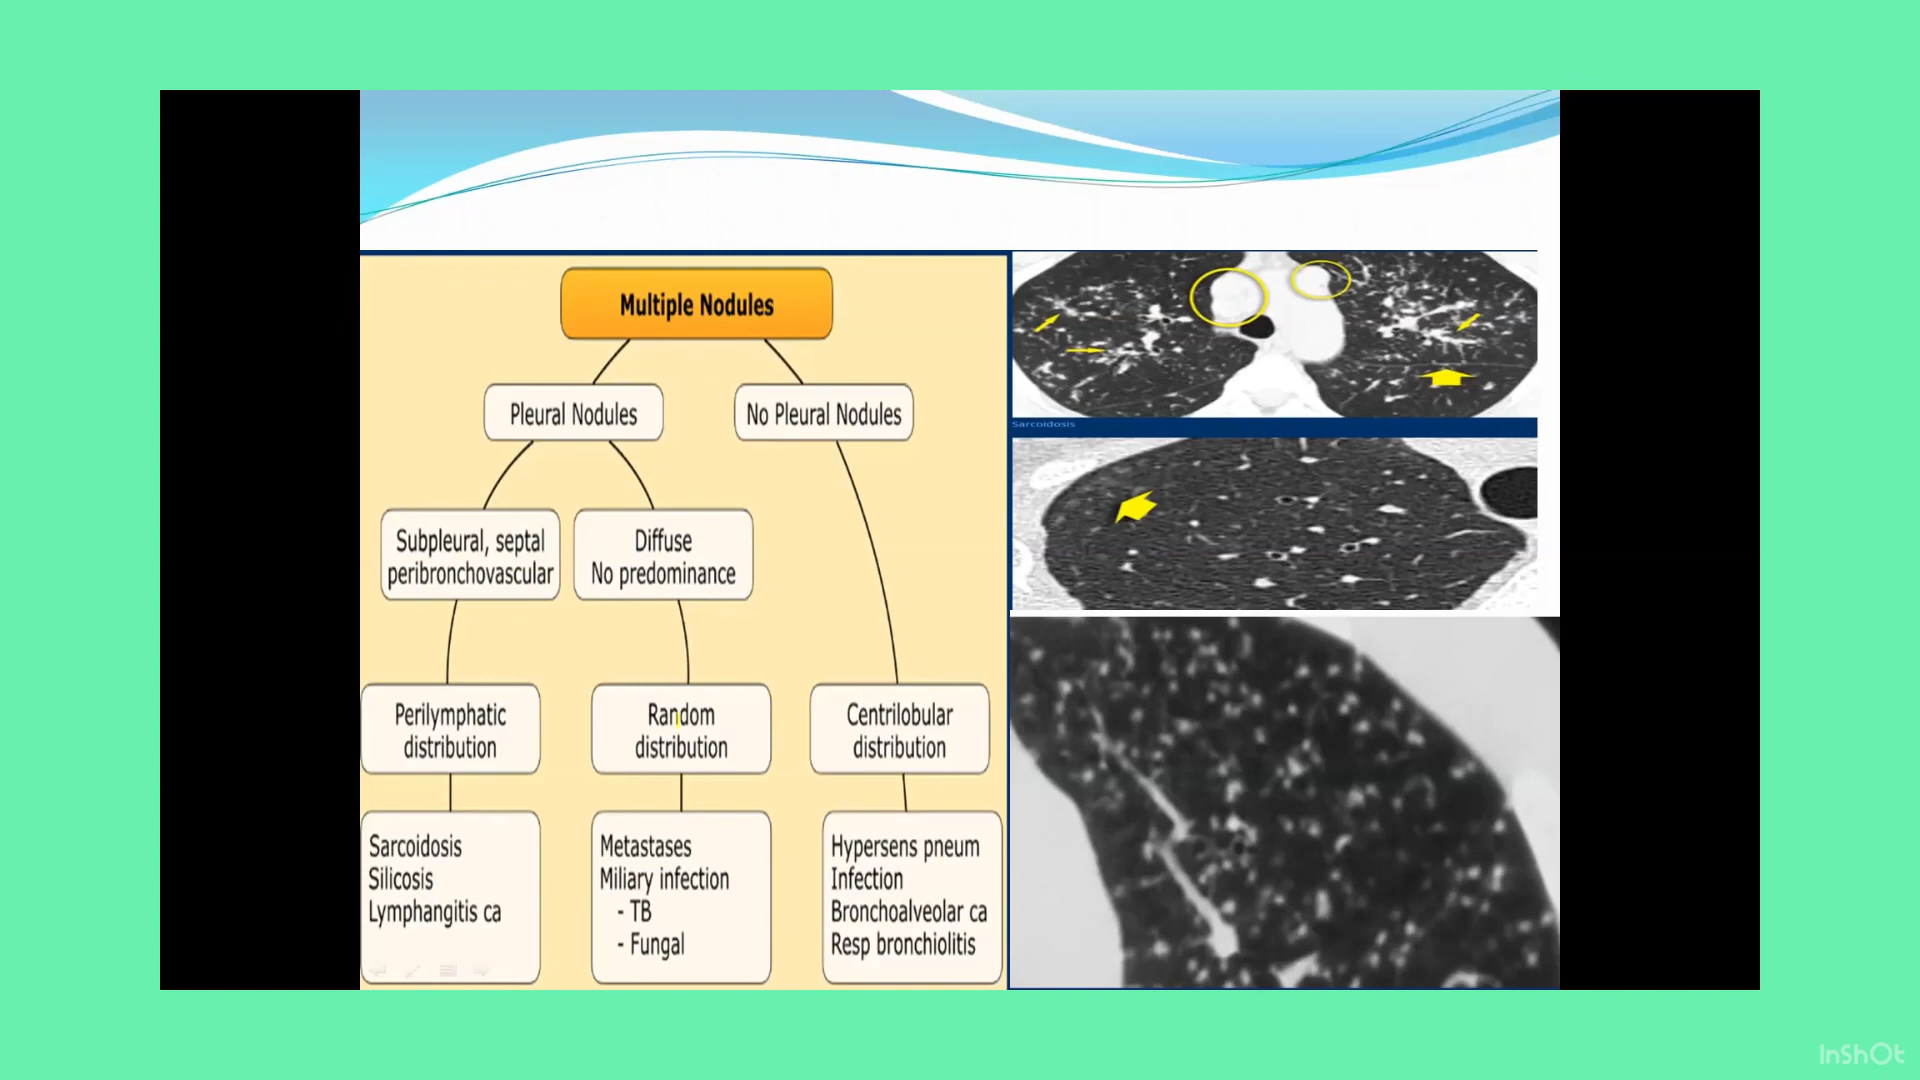 Multiple Nodules
Pleural Nodules
No Pleural Nodules
Subpleural, septal
peribronchovascular
Diffuse
No predominance
Perilymphatic
distribution
Random
distribution
Centrilobular
distribution
Sarcoidosis
Silicosis
Lymphangitis ca
Metastases
Miliary infection
- TB
- Fungal
Hypersens pneum
Infection
Bronchoalveolar ca
Resp bronchiolitis
Sarcoidosis
InShOt